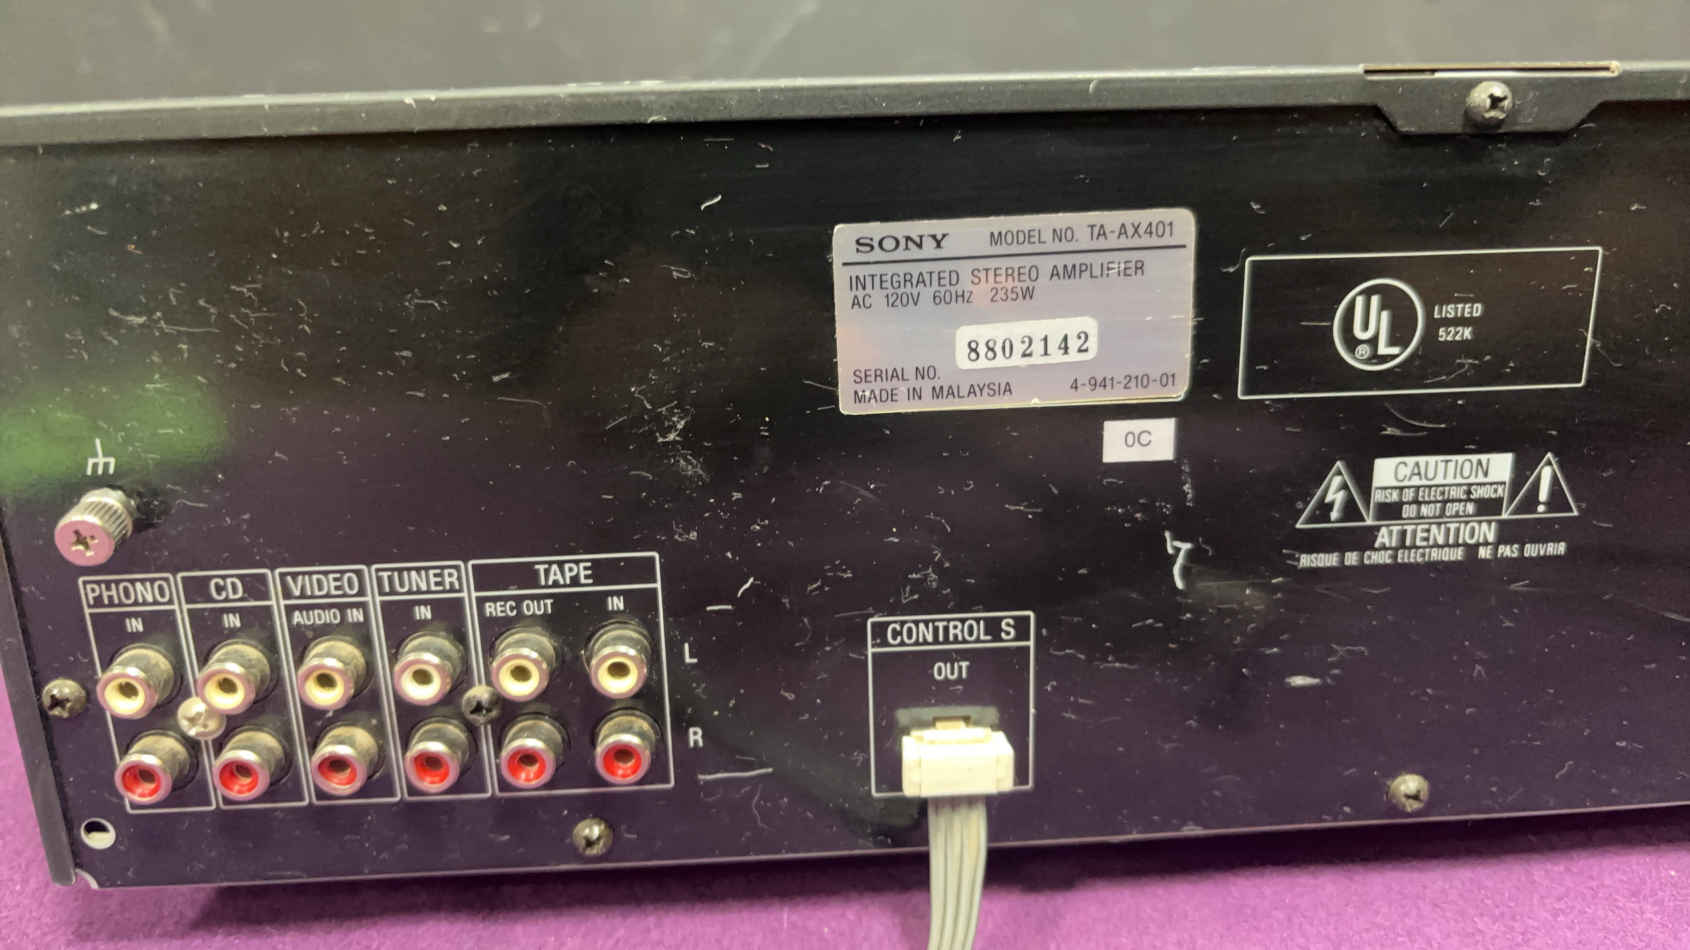 SONY MODEL NO. TA-AX401
INTEGRATED STEREO AMPLIFIER
AC 120V 60Hz 235W
8802142
SERIAL NO.
MADE IN MALAYSIA 4-941-210-01
0C
UL®
LISTED
522K
CAUTION
RISK OF ELECTRIC SHOCK
DO NOT OPEN
ATTENTION
RISQUE DE CHOC ELECTRIQUE NE PAS OUVRIR
PHONO CD VIDEO TUNER TAPE
IN IN AUDIO IN IN REC OUT IN
L
R
CONTROL S
OUT